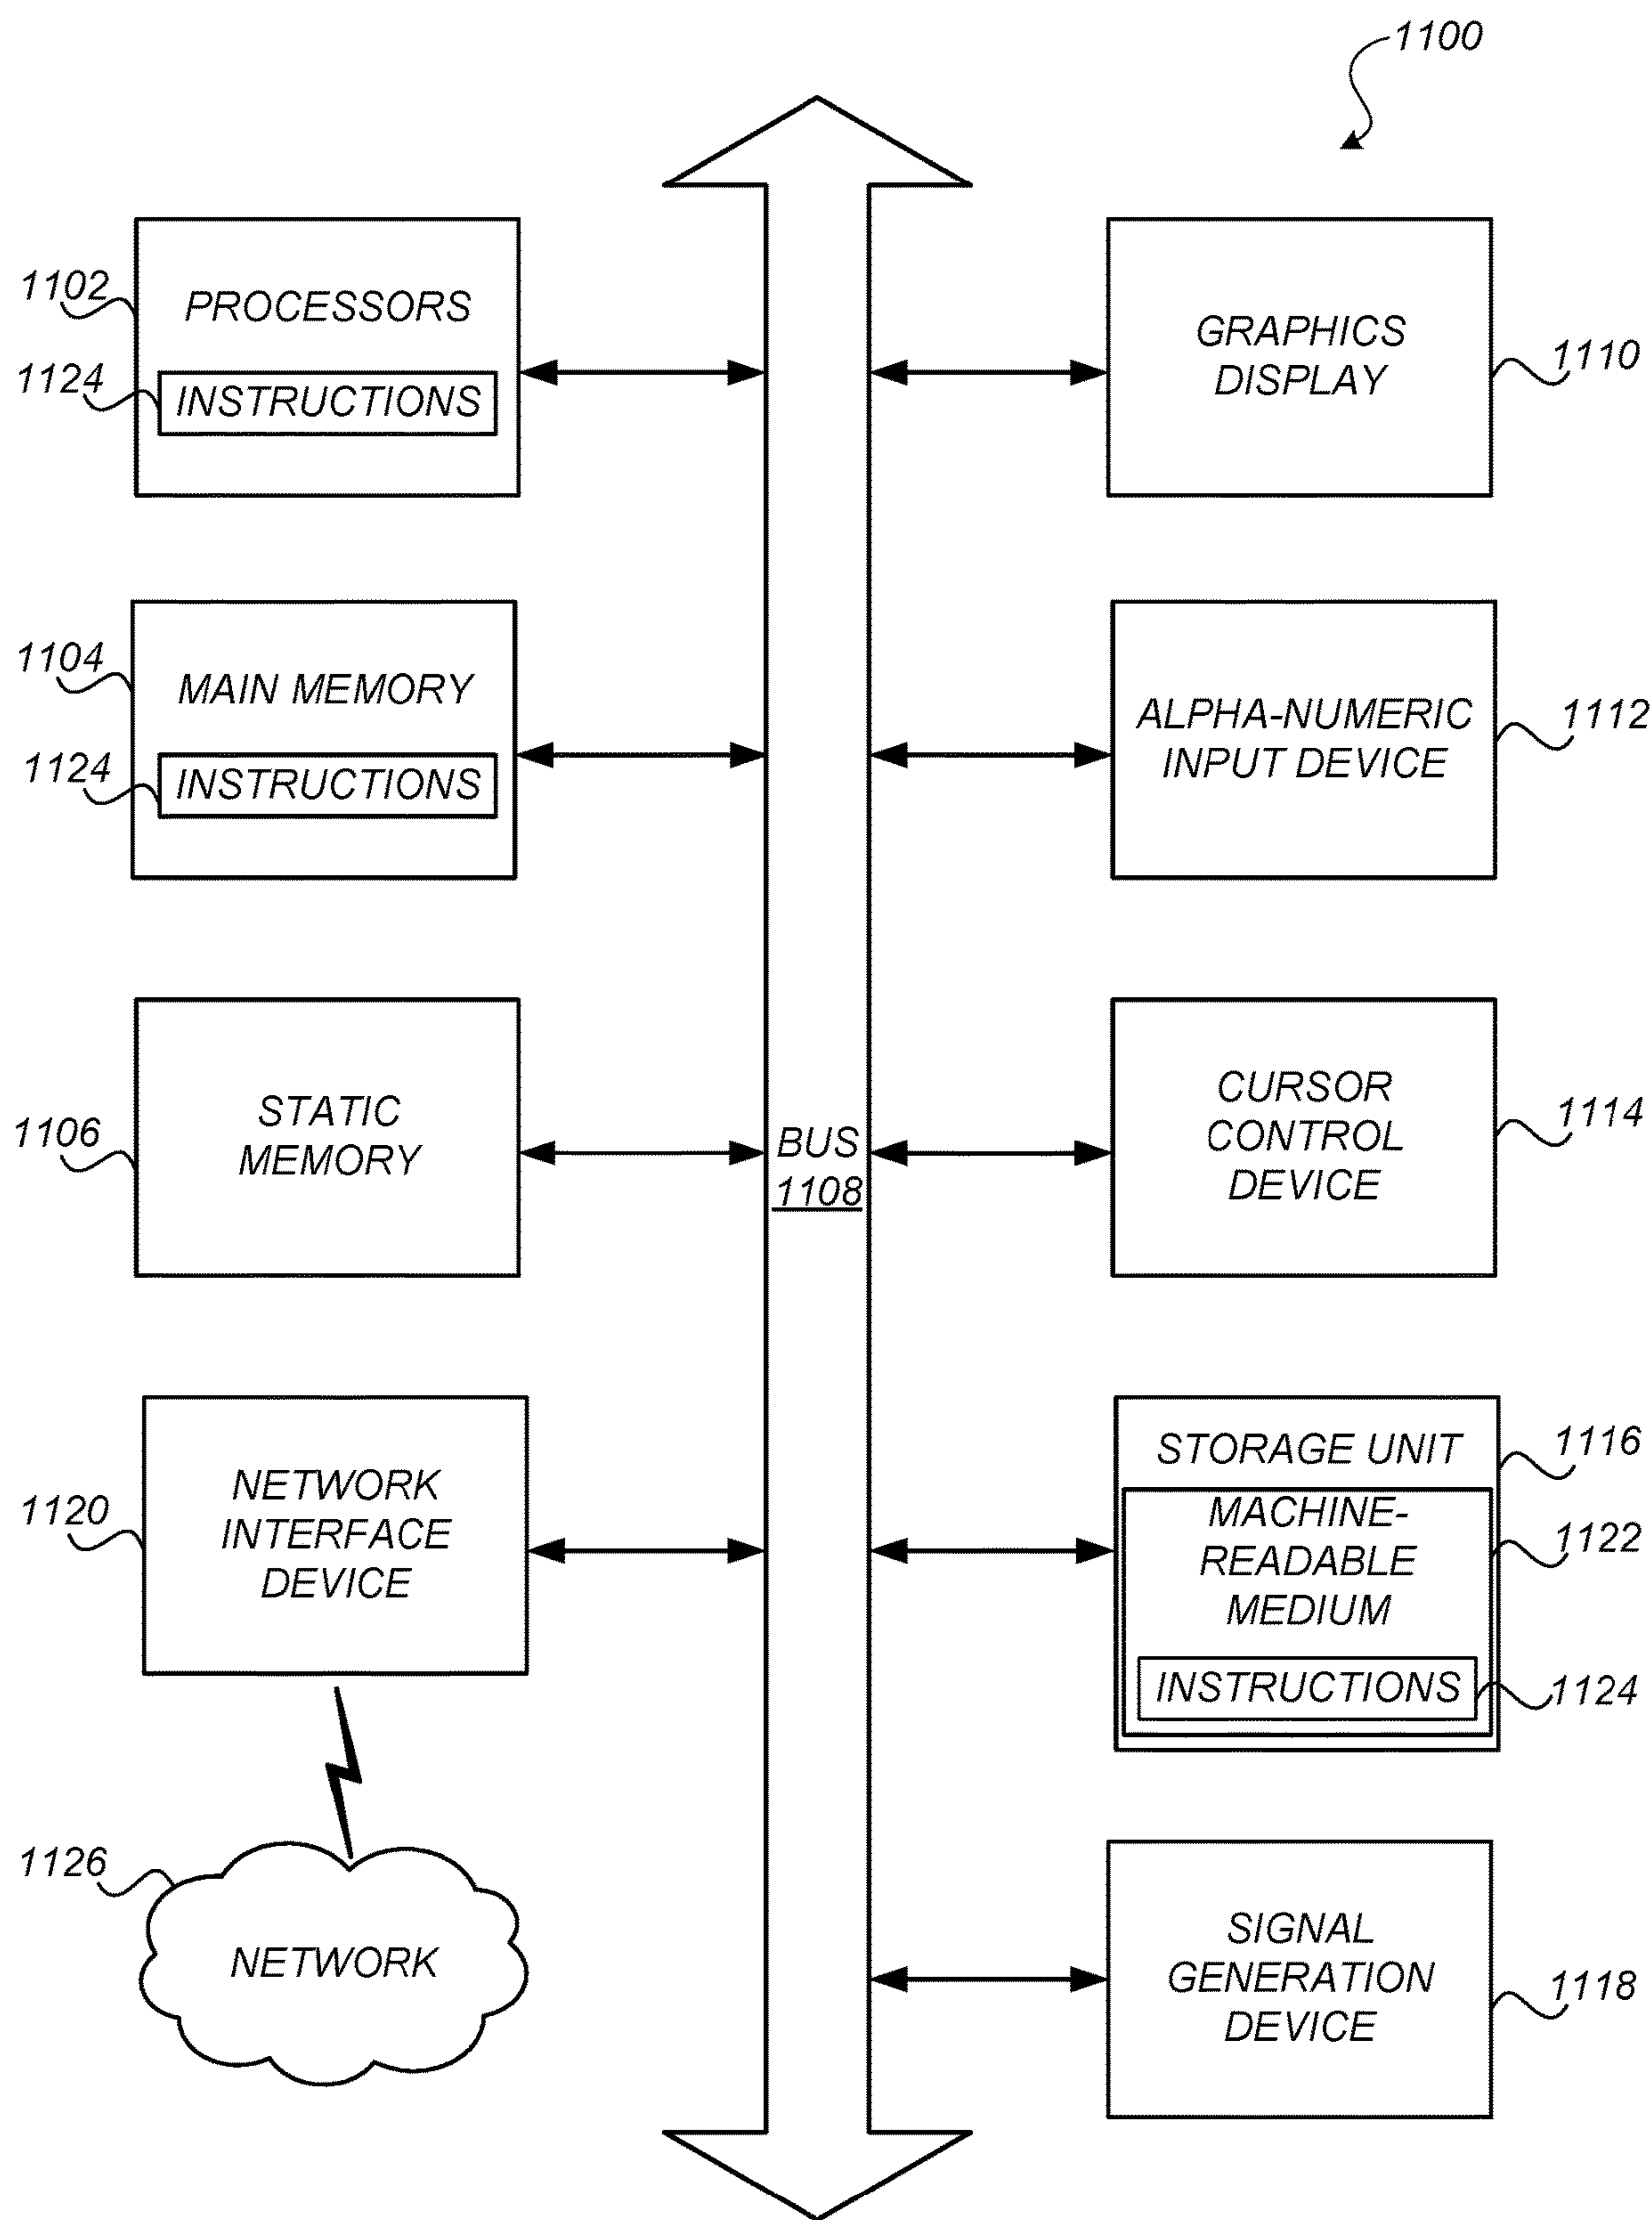 1100
1102
PROCESSORS
1124
INSTRUCTIONS
GRAPHICS
DISPLAY
1110
1104
MAIN MEMORY
1124
INSTRUCTIONS
ALPHA-NUMERIC
INPUT DEVICE
1112
1106
STATIC
MEMORY
BUS
1108
CURSOR
CONTROL
DEVICE
1114
1120
NETWORK
INTERFACE
DEVICE
STORAGE UNIT
1116
MACHINE-
READABLE
MEDIUM
1122
INSTRUCTIONS
1124
1126
NETWORK
SIGNAL
GENERATION
DEVICE
1118